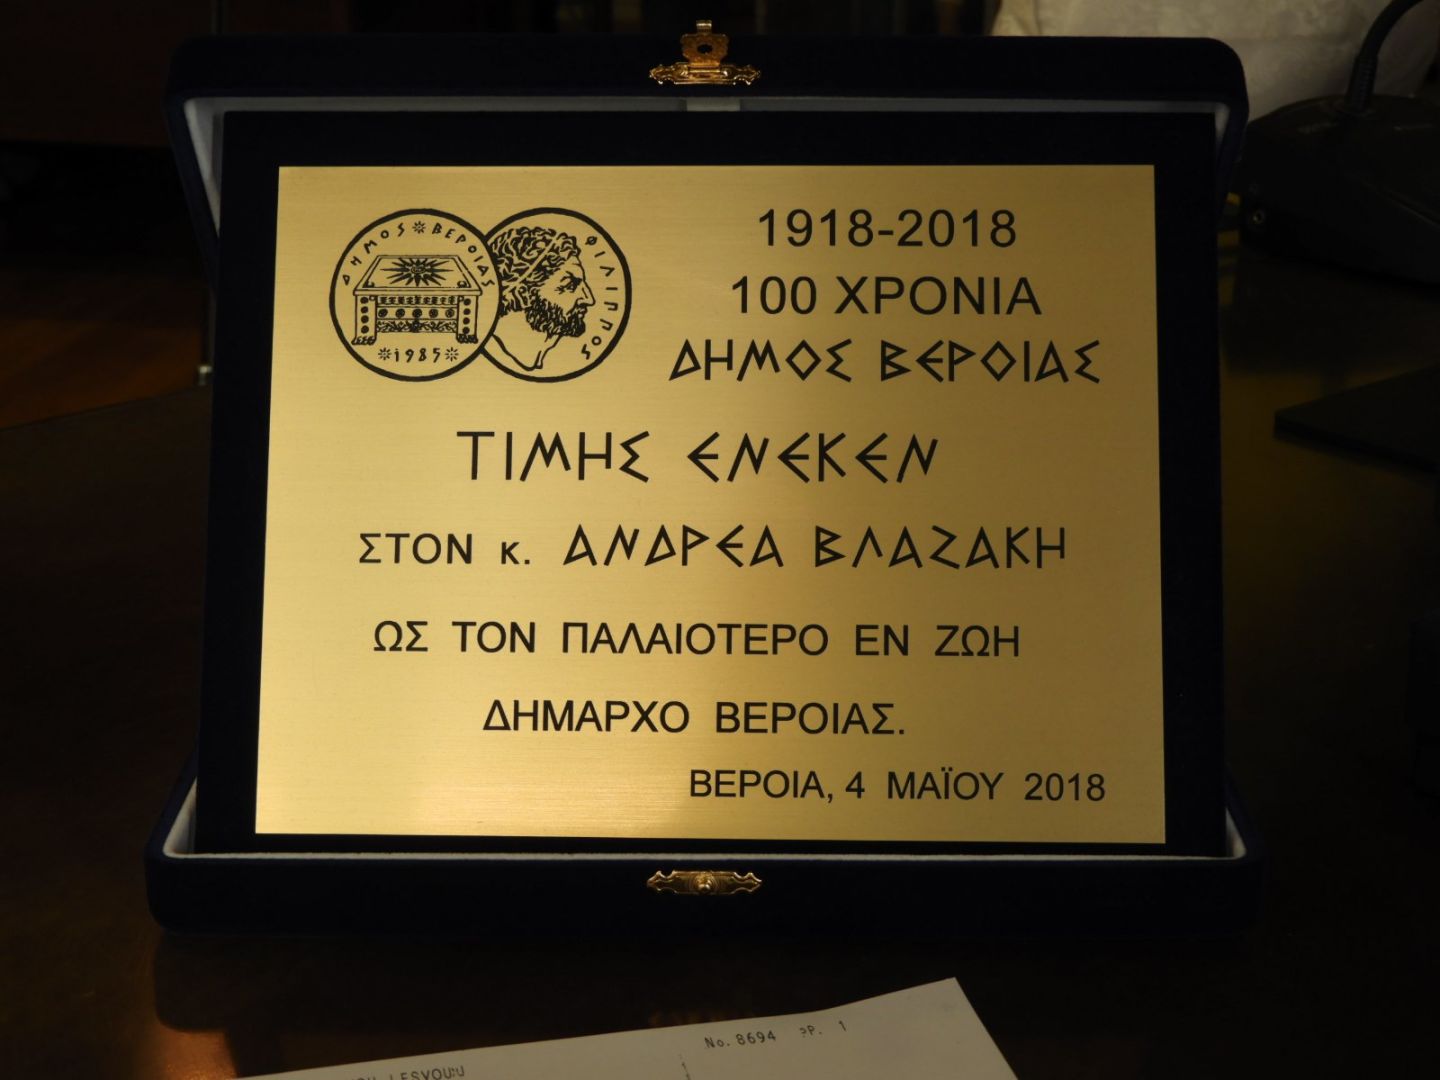 ΔΗΜΟΣ ΒΕΡΟΙΑΣ
1985
ΦΙΛΙΠΠΟΣ
1918-2018
100 ΧΡΟΝΙΑ
ΔΗΜΟΣ ΒΕΡΟΙΑΣ
ΤΙΜΗΣ ΕΝΕΚΕΝ
ΣΤΟΝ κ. ΑΝΔΡΕΑ ΒΛΑΖΑΚΗ
ΩΣ ΤΟΝ ΠΑΛΑΙΟΤΕΡΟ ΕΝ ΖΩΗ
ΔΗΜΑΡΧΟ ΒΕΡΟΙΑΣ.
ΒΕΡΟΙΑ, 4 ΜΑΪΟΥ 2018
No. 8694 P. 1